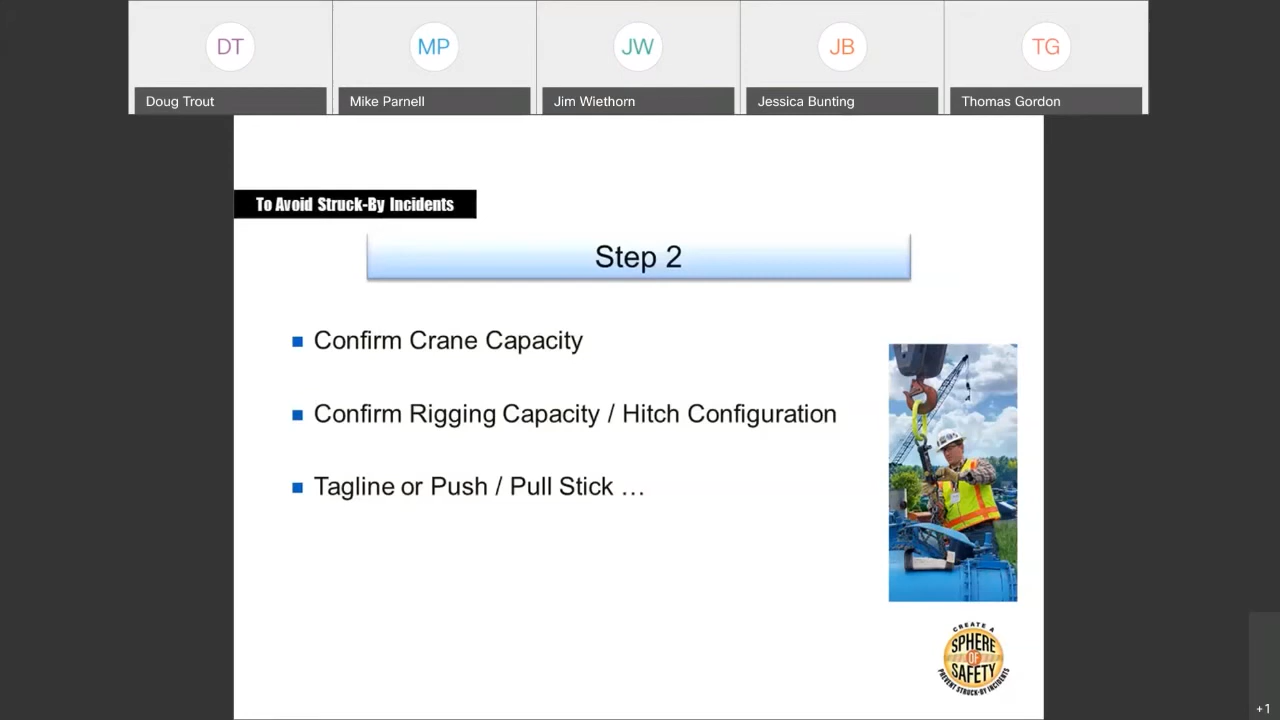 DT
MP
JW
JB
TG
Doug Trout
Mike Parnell
Jim Wiethorn
Jessica Bunting
Thomas Gordon
To Avoid Struck-By Incidents
Step 2
Confirm Crane Capacity
Confirm Rigging Capacity / Hitch Configuration
Tagline or Push / Pull Stick …
CREATE A
SPHERE
OF
SAFETY
PREVENT STRUCK-BY INCIDENTS
+1